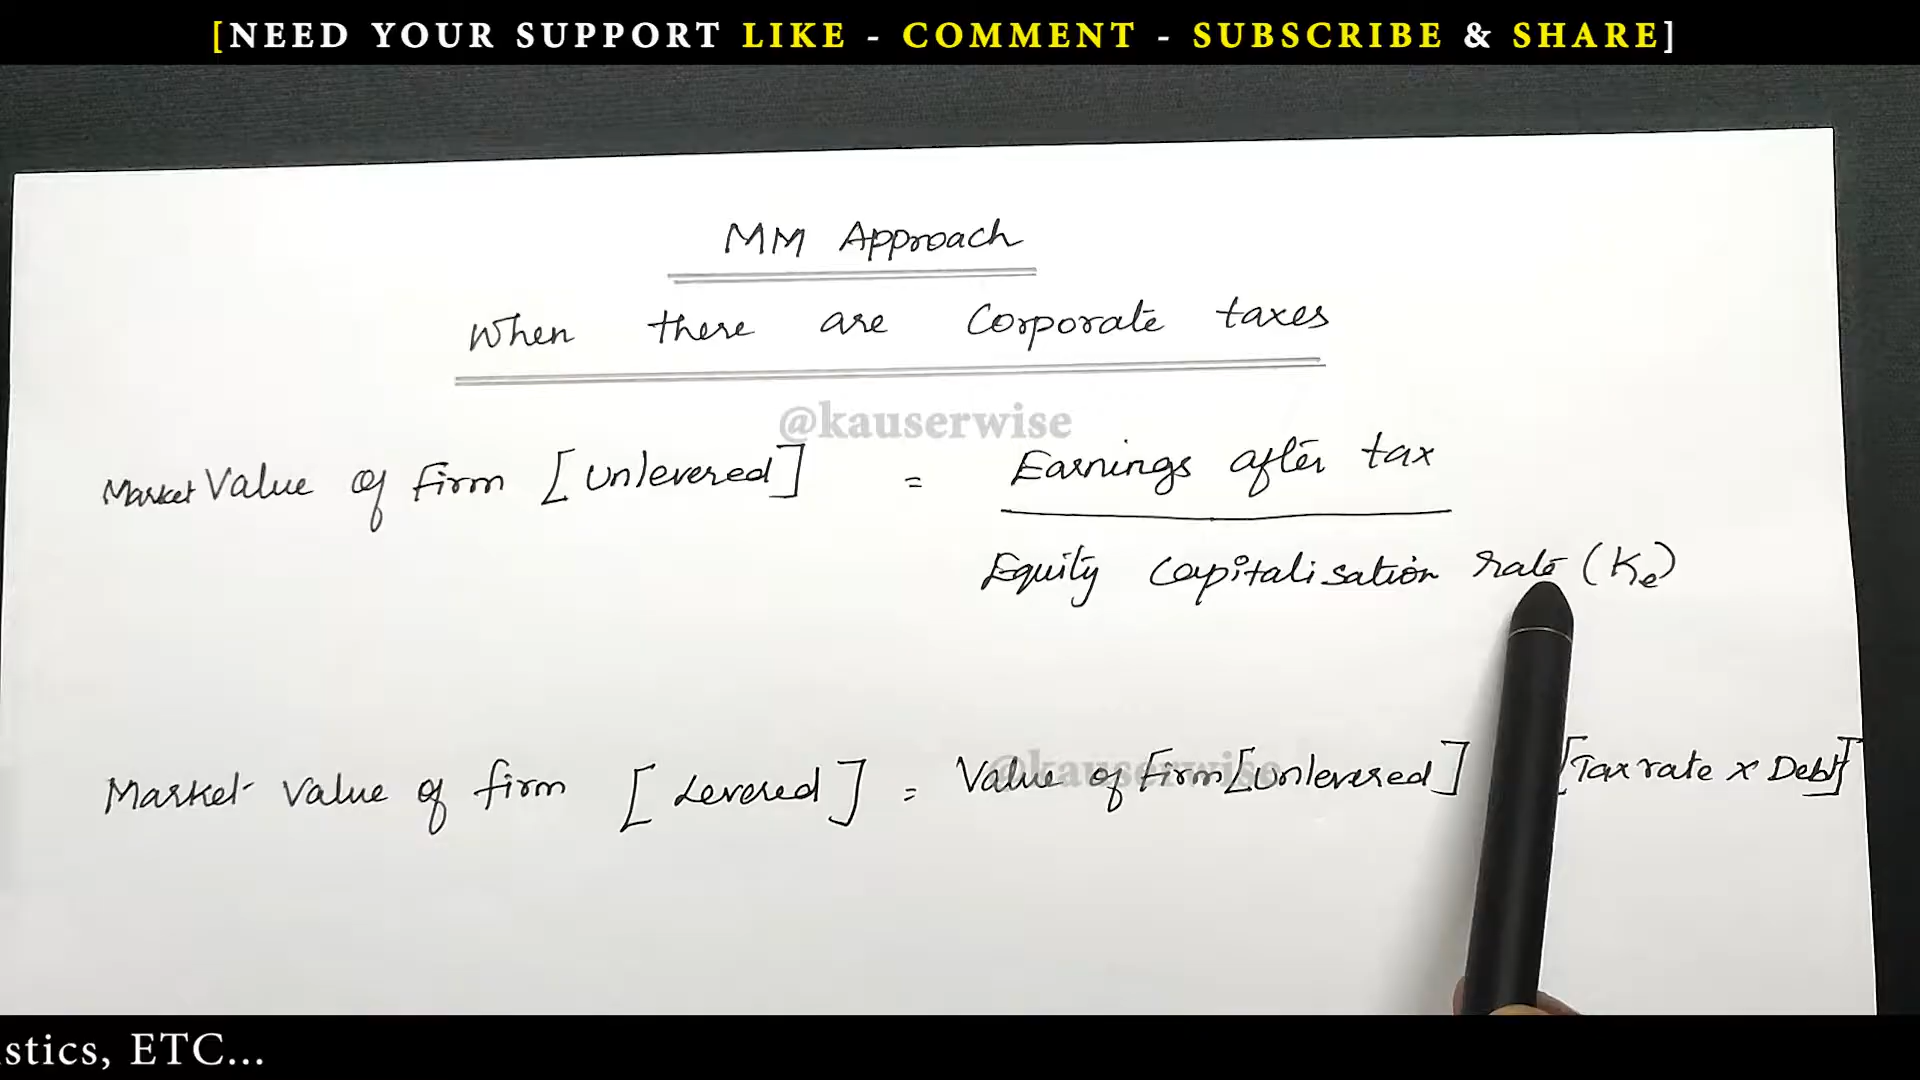 [NEED YOUR SUPPORT LIKE - COMMENT - SUBSCRIBE & SHARE]
MM Approach
When there are Corporate taxes
@kauserwise
Market Value of firm [Unlevered] = Earnings after tax
Equity Capitalisation rate (Ke)
@kauserwise
Market Value of firm [Levered] = Value of Firm [Unlevered] [Tax rate x Debt]
stics, ETC...